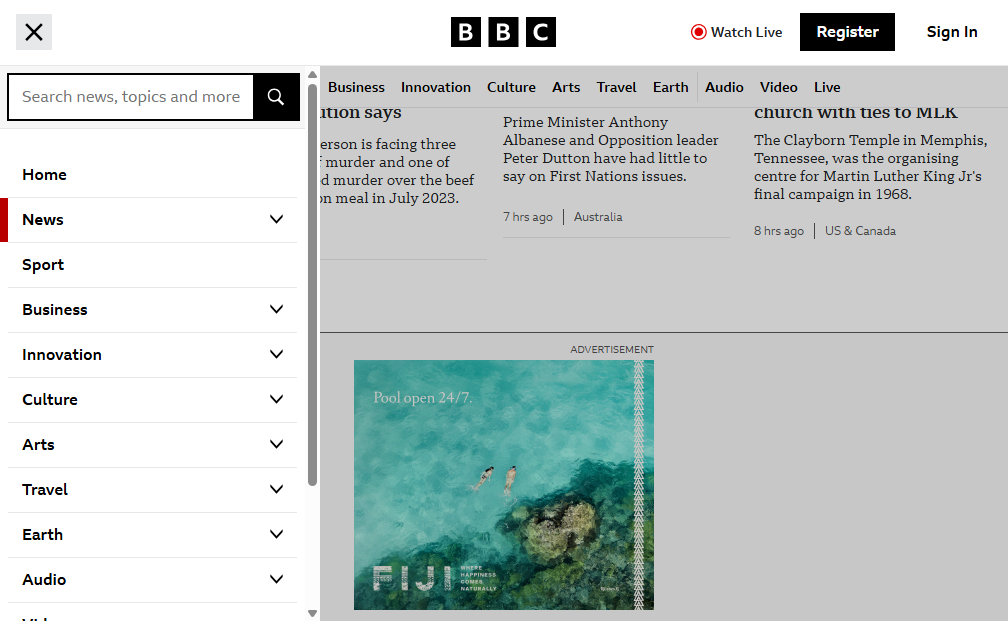 BBC
Watch Live
Register
Sign In
Search news, topics and more
Business
Innovation
Culture
Arts
Travel
Earth
Audio
Video
Live
Home
News
Sport
Business
Innovation
Culture
Arts
Travel
Earth
Audio
ution says
erson is facing three
murder and one of
d murder over the beef
on meal in July 2023.
Prime Minister Anthony
Albanese and Opposition leader
Peter Dutton have had little to
say on First Nations issues.
7 hrs ago
Australia
church with ties to MLK
The Clayborn Temple in Memphis,
Tennessee, was the organising
centre for Martin Luther King Jr's
final campaign in 1968.
8 hrs ago
US & Canada
ADVERTISEMENT
Pool open 24/7.
FIJI
WHERE
HAPPINESS
COMES
NATURALLY